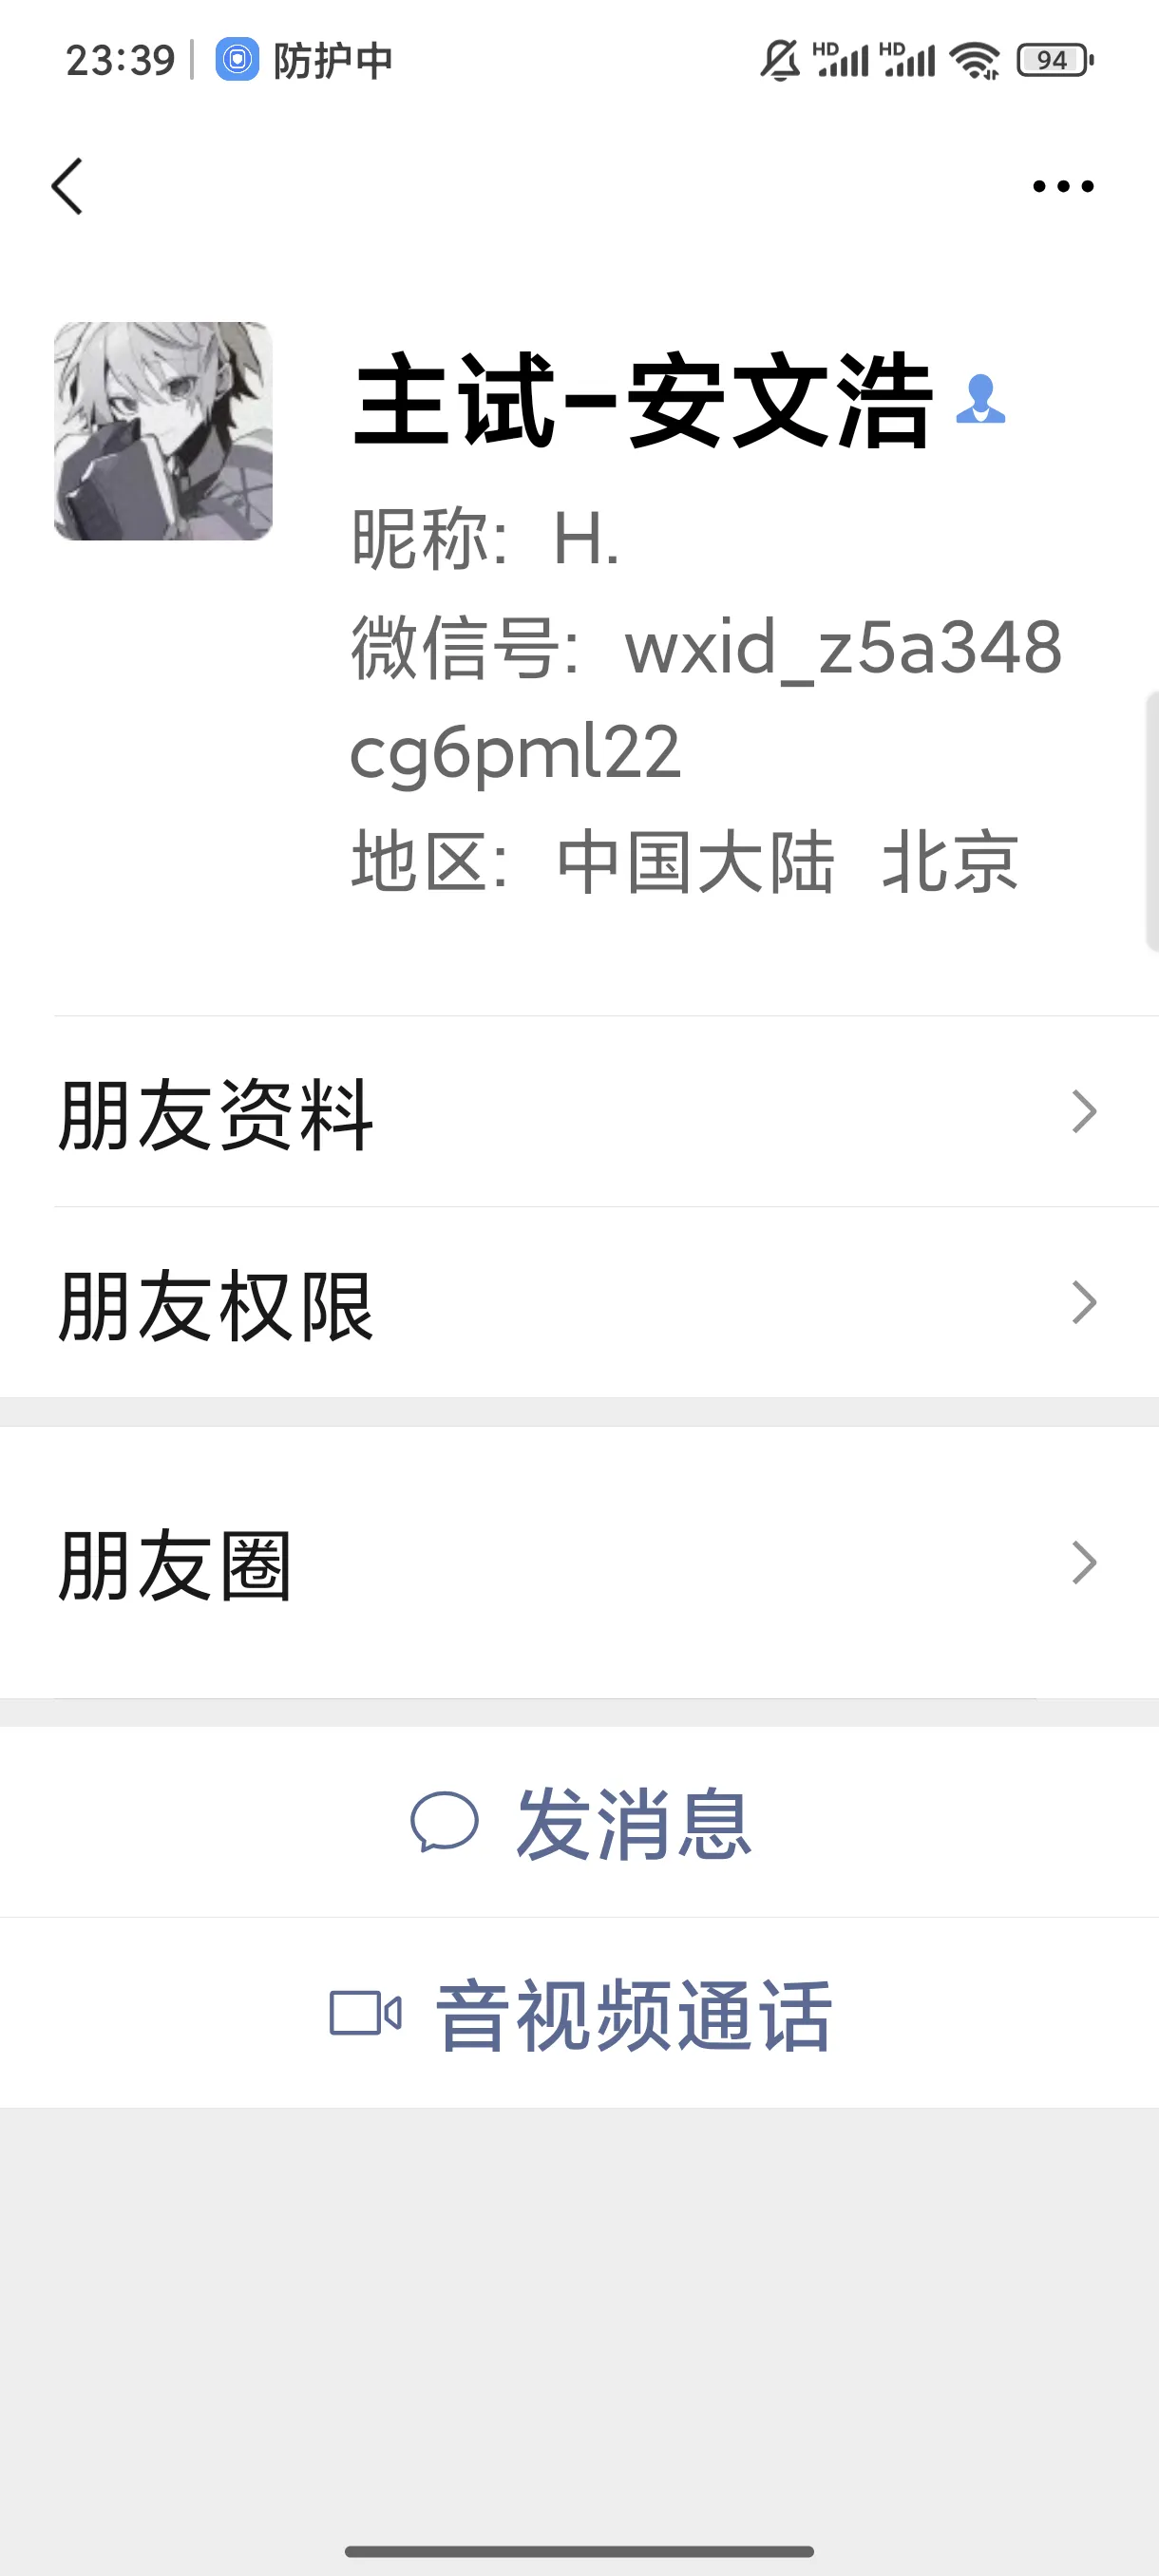 23:39 防护中 HD HD 94
主试-安文浩
昵称: H.
微信号: wxid_z5a348
cg6pml22
地区: 中国大陆 北京
朋友资料
朋友权限
朋友圈
发消息
音视频通话